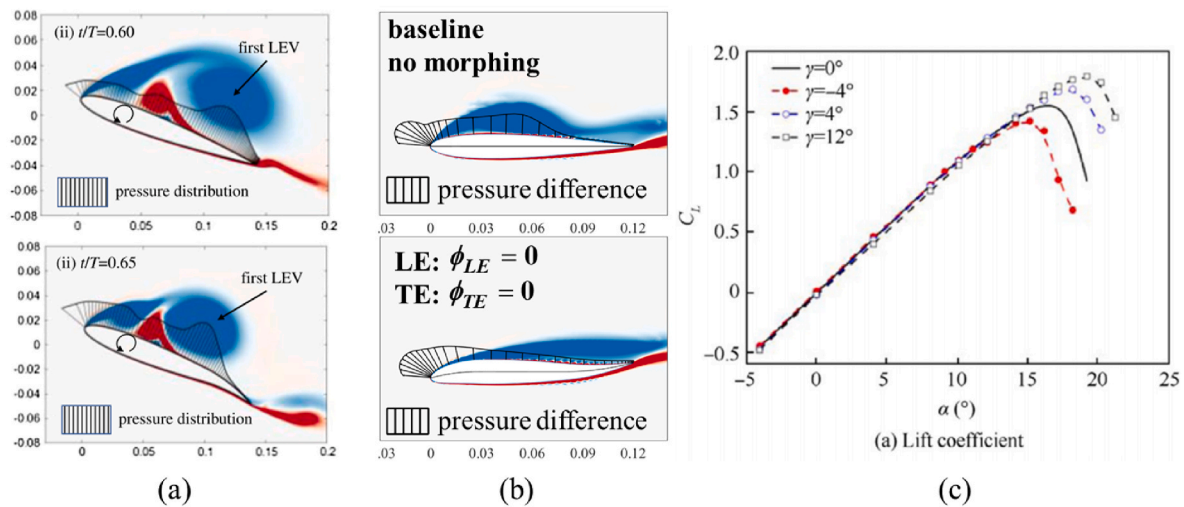 0.08
(ii) t/T=0.60
0.06
first LEV
0.04
0.02
0
-0.02
-0.04
pressure distribution
-0.06
-0.08
0
0.05
0.1
0.15
0.2
0.08
(ii) t/T=0.65
0.06
first LEV
0.04
0.02
0
-0.02
-0.04
pressure distribution
-0.06
-0.08
0
0.05
0.1
0.15
0.2
(a)
baseline
no morphing
pressure difference
.03
0
0.03
0.06
0.09
0.12
LE: ϕLE = 0
TE: ϕTE = 0
pressure difference
.03
0
0.03
0.06
0.09
0.12
(b)
2.0
1.5
1.0
0.5
0
−0.5
CL
γ=0°
γ=−4°
γ=4°
γ=12°
−5
0
5
10
15
20
25
α (°)
(a) Lift coefficient
(c)